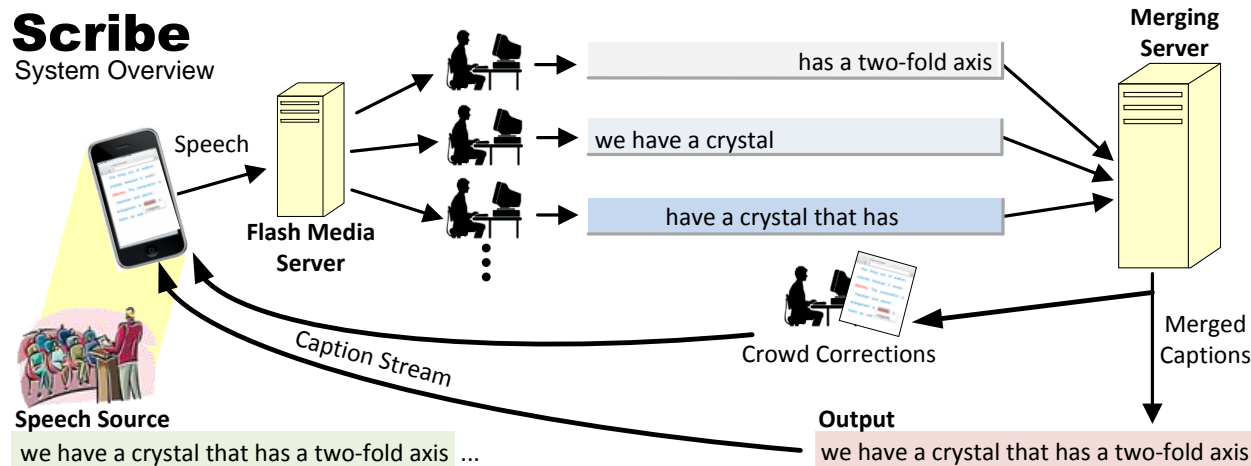 Scribe
System Overview
Merging
Server
has a two-fold axis
Speech
we have a crystal
Flash Media
Server
have a crystal that has
Crowd Corrections
Merged
Captions
Caption Stream
Speech Source
we have a crystal that has a two-fold axis ...
Output
we have a crystal that has a two-fold axis